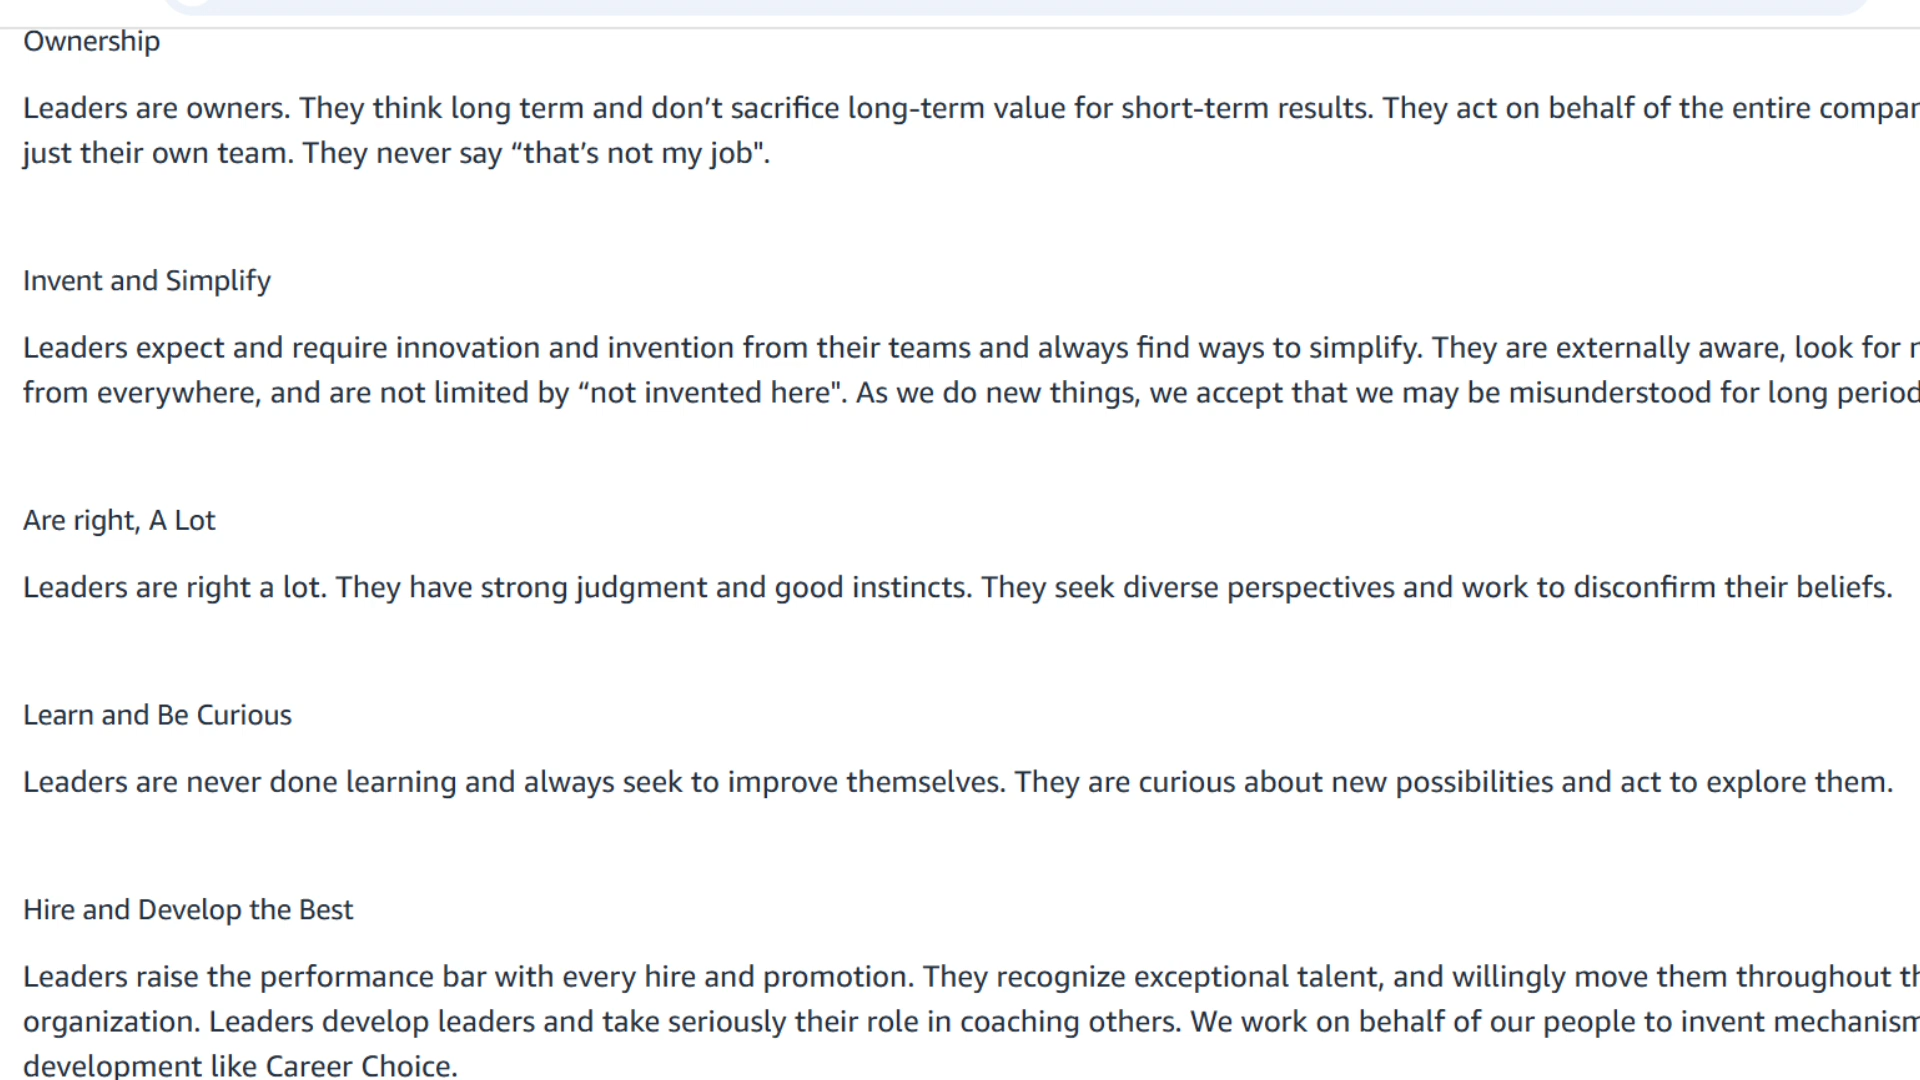 Ownership
Leaders are owners. They think long term and don’t sacrifice long-term value for short-term results. They act on behalf of the entire
just their own team. They never say “that’s not my job".
Invent and Simplify
Leaders expect and require innovation and invention from their teams and always find ways to simplify. They are externally aware, look for
from everywhere, and are not limited by “not invented here". As we do new things, we accept that we may be misunderstood for long
Are right, A Lot
Leaders are right a lot. They have strong judgment and good instincts. They seek diverse perspectives and work to disconfirm their beliefs.
Learn and Be Curious
Leaders are never done learning and always seek to improve themselves. They are curious about new possibilities and act to explore them.
Hire and Develop the Best
Leaders raise the performance bar with every hire and promotion. They recognize exceptional talent, and willingly move them throughout
organization. Leaders develop leaders and take seriously their role in coaching others. We work on behalf of our people to invent
development like Career Choice.